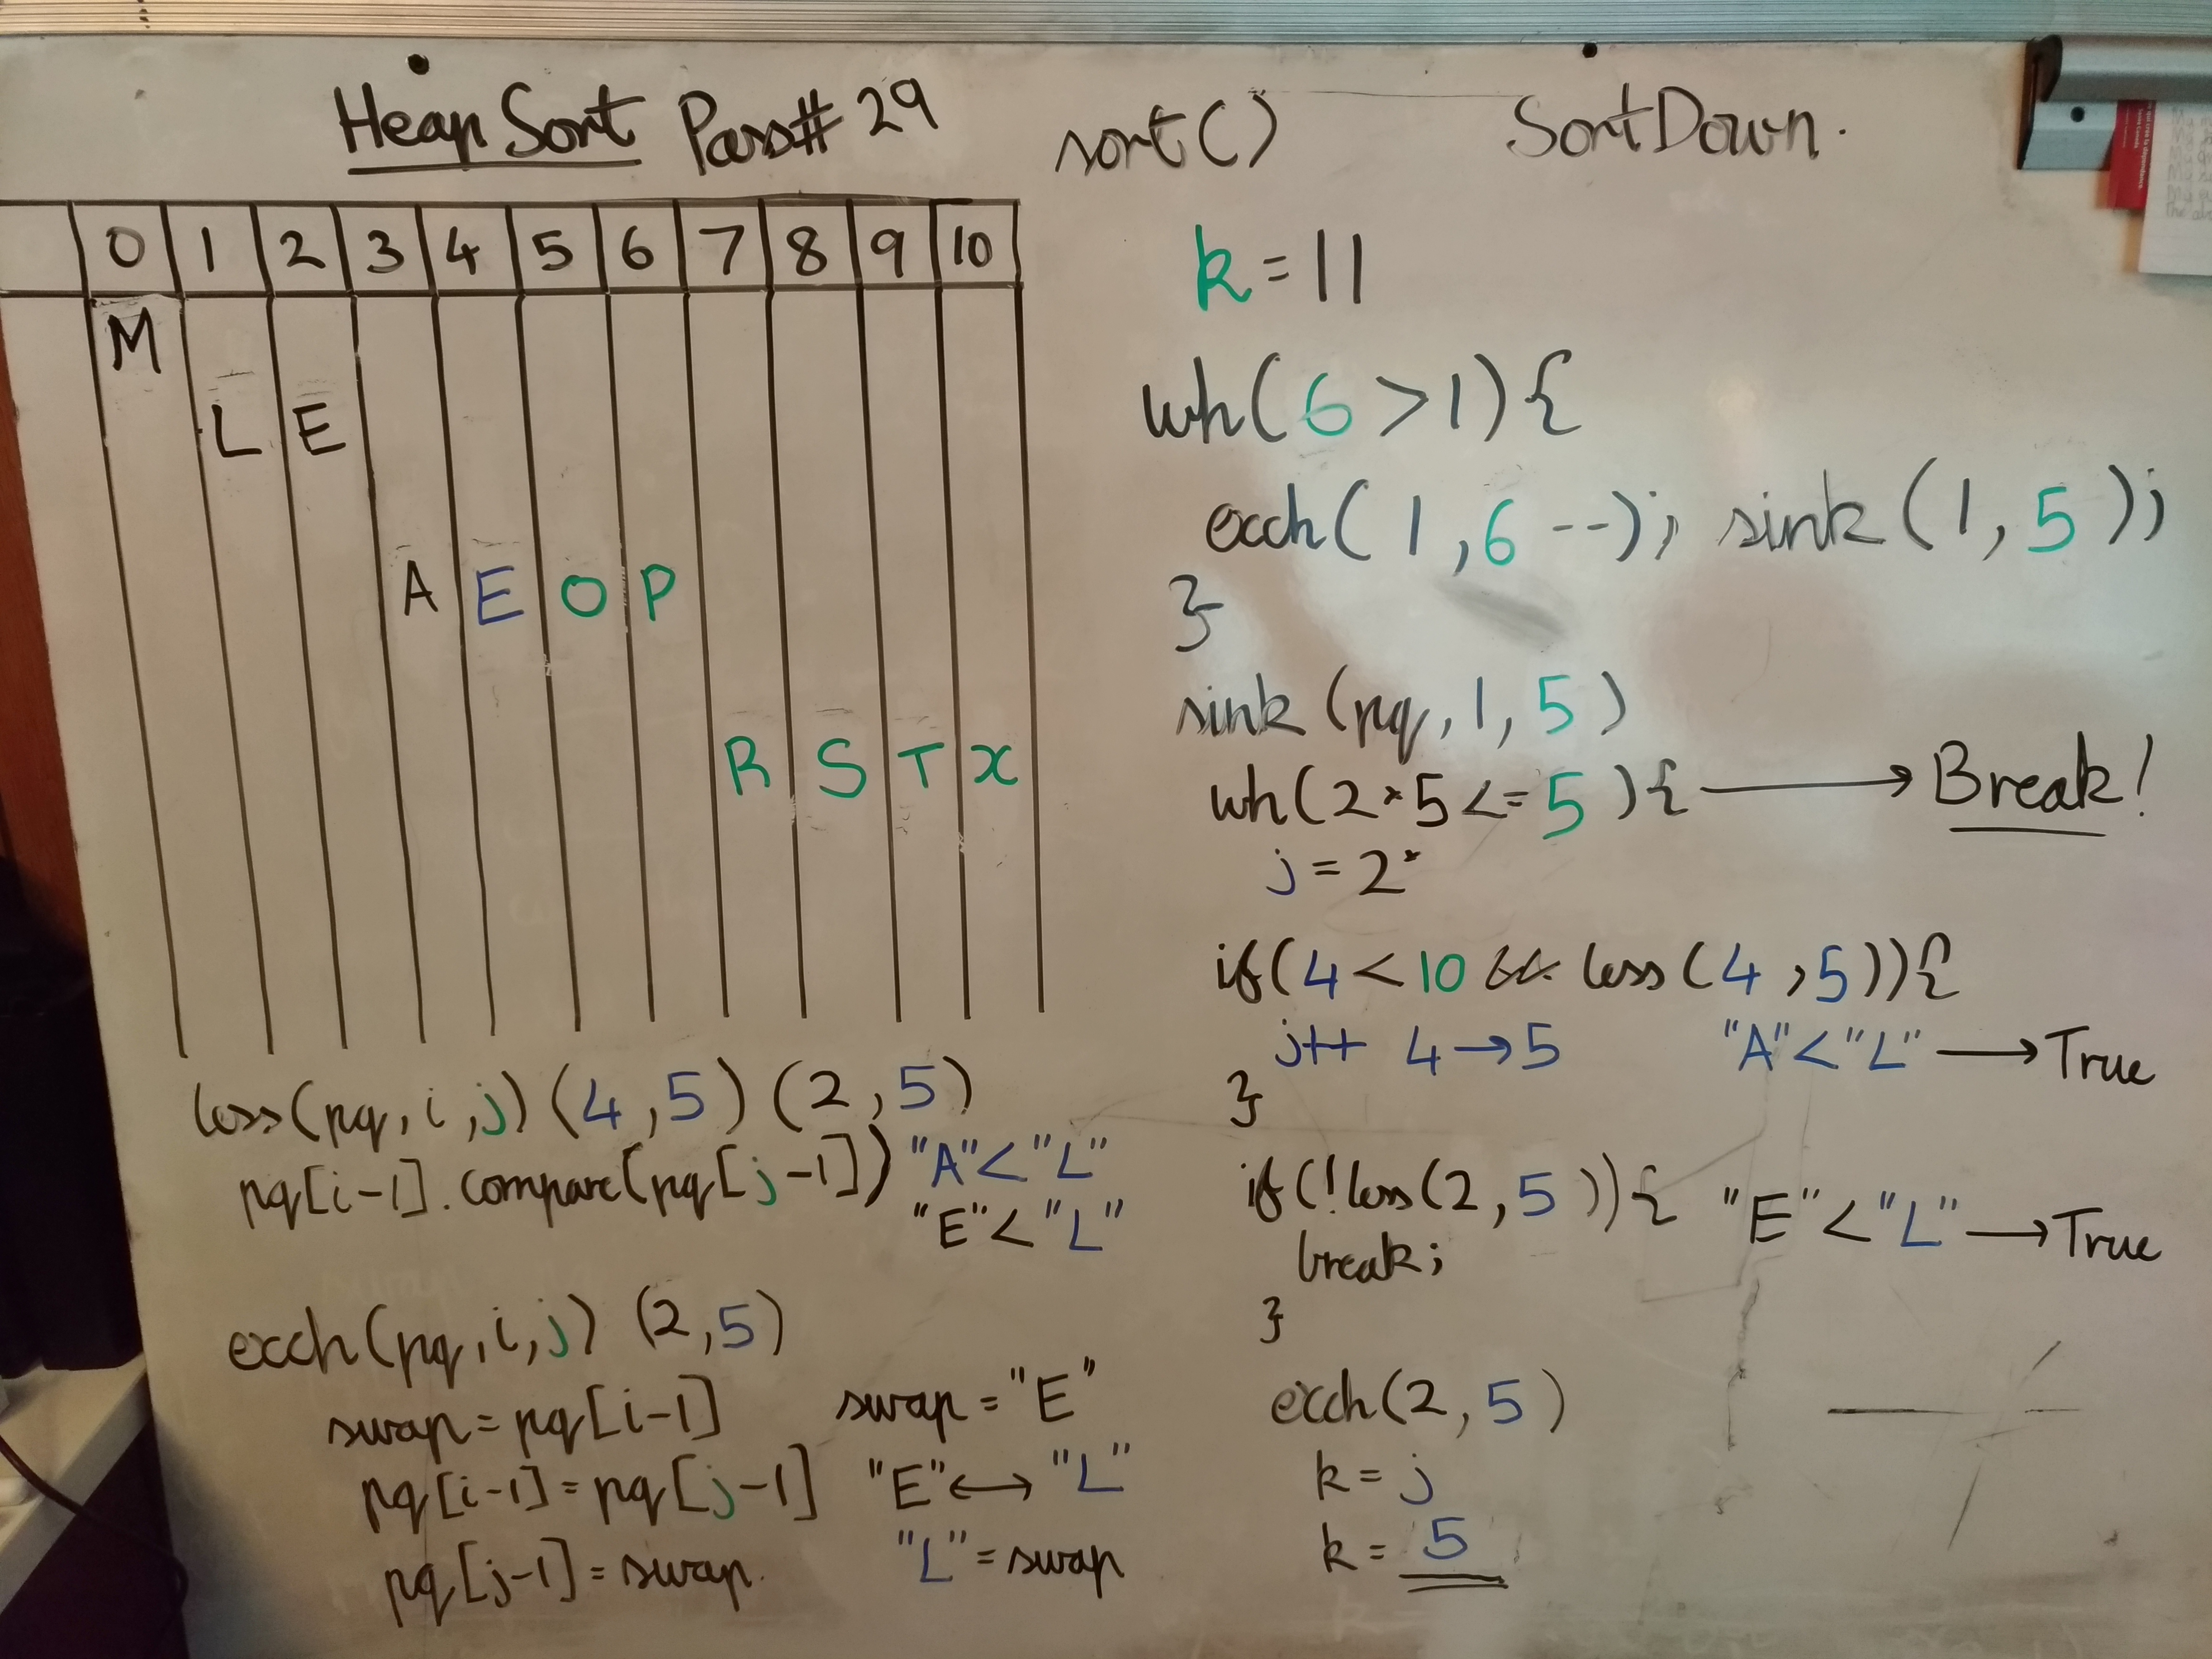 Heap Sort Pass# 29 sort() SortDown.
0 1 2 3 4 5 6 7 8 9 10
M
L E
A E O P
R S T X
less(pq, i, j) (4, 5) (2, 5)
pq[i-1].compare(pq[j-1]) "A"<"L"
"E"<"L"
exch(pq, i, j) (2,5)
swap = pq[i-1] swap = "E"
pq[i-1] = pq[j-1] "E"⟷"L"
pq[j-1] = swap. "L" = swap
k = 11
wh(6 > 1){
exch(1, 6 --); sink(1, 5);
}
sink(pq, 1, 5)
wh(2*5 <= 5){ ⟶ Break!
j = 2*
if(4 < 10 && less(4, 5)){
j++ 4→5 "A"<"L" ⟶ True
}
if(!less(2, 5)){ "E"<"L" ⟶ True
break;
}
exch(2, 5)
k = j
k = 5